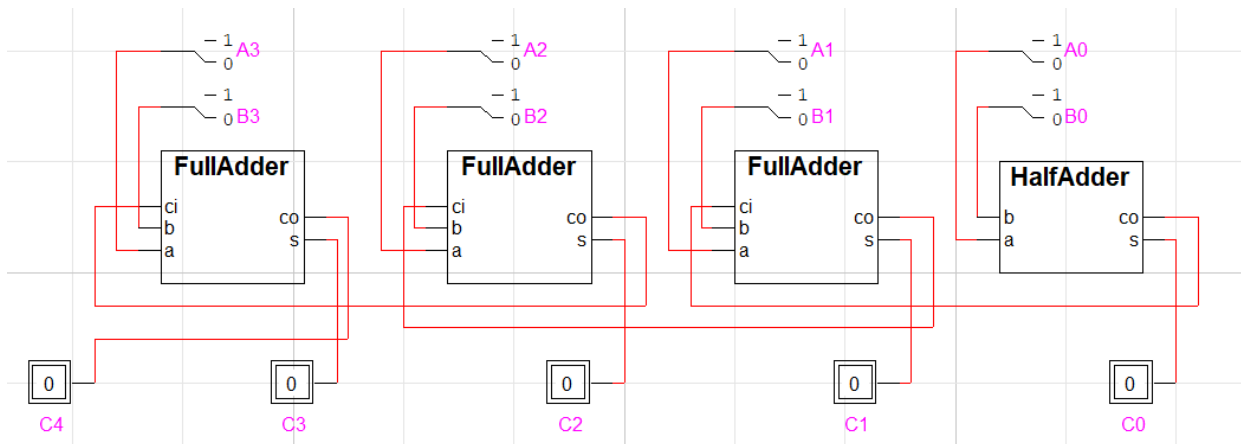 1 A3 1 A2 1 A1 1 A0
0 0 0 0
1 1 1 1
0 B3 0 B2 0 B1 0 B0
FullAdder FullAdder FullAdder HalfAdder
ci ci ci
co co co b co
b b b
s s s a s
a a a
0 0 0 0 0
C4 C3 C2 C1 C0